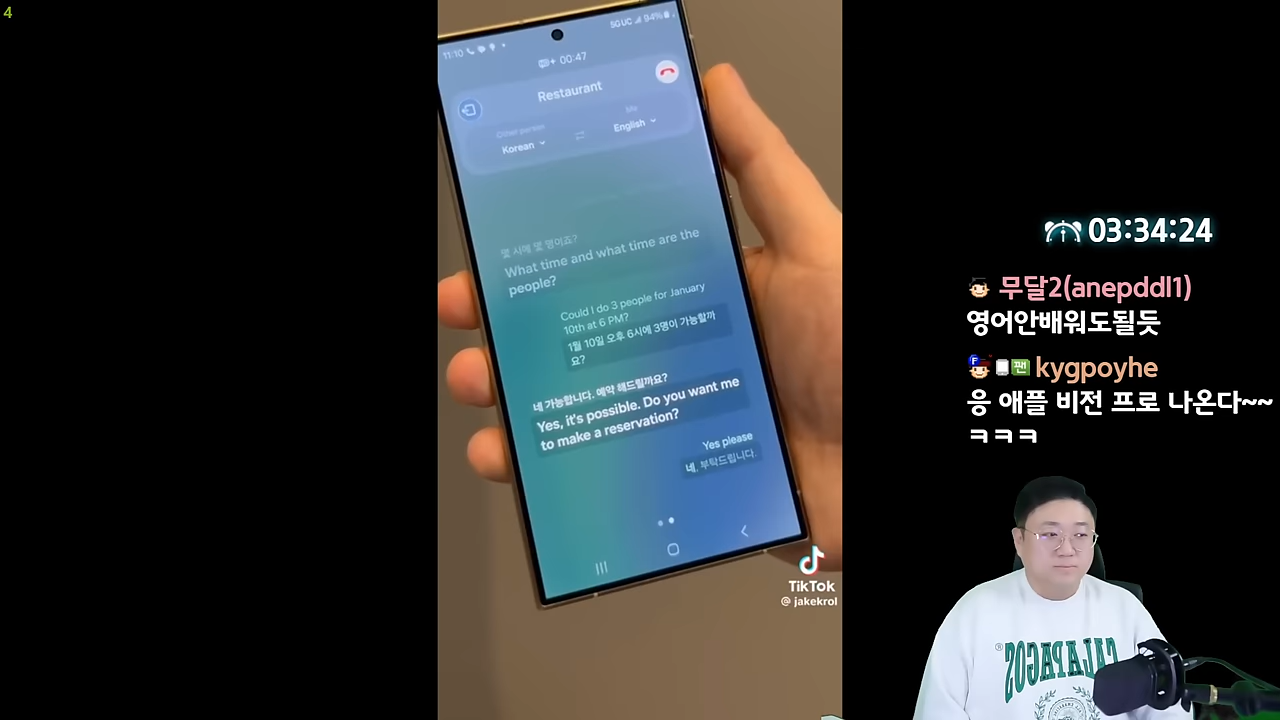 4
11:10
5G UC 94%
00:47
Restaurant
Other person
Me
Korean
English
몇 시에 몇 명이죠?
What time and what time are the
people?
Could I do 3 people for January
10th at 6 PM?
1월 10일 오후 6시에 3명이 가능할까
요?
네 가능합니다. 예약 해드릴까요?
Yes, it's possible. Do you want me
to make a reservation?
Yes please
네, 부탁드립니다.
TikTok
@jakekrol
03:34:24
무달2(anepddl1)
영어안배워도될듯
F 팬 kygpoyhe
응 애플 비전 프로 나온다~~
ㅋㅋㅋ
GALAPAGOS
®